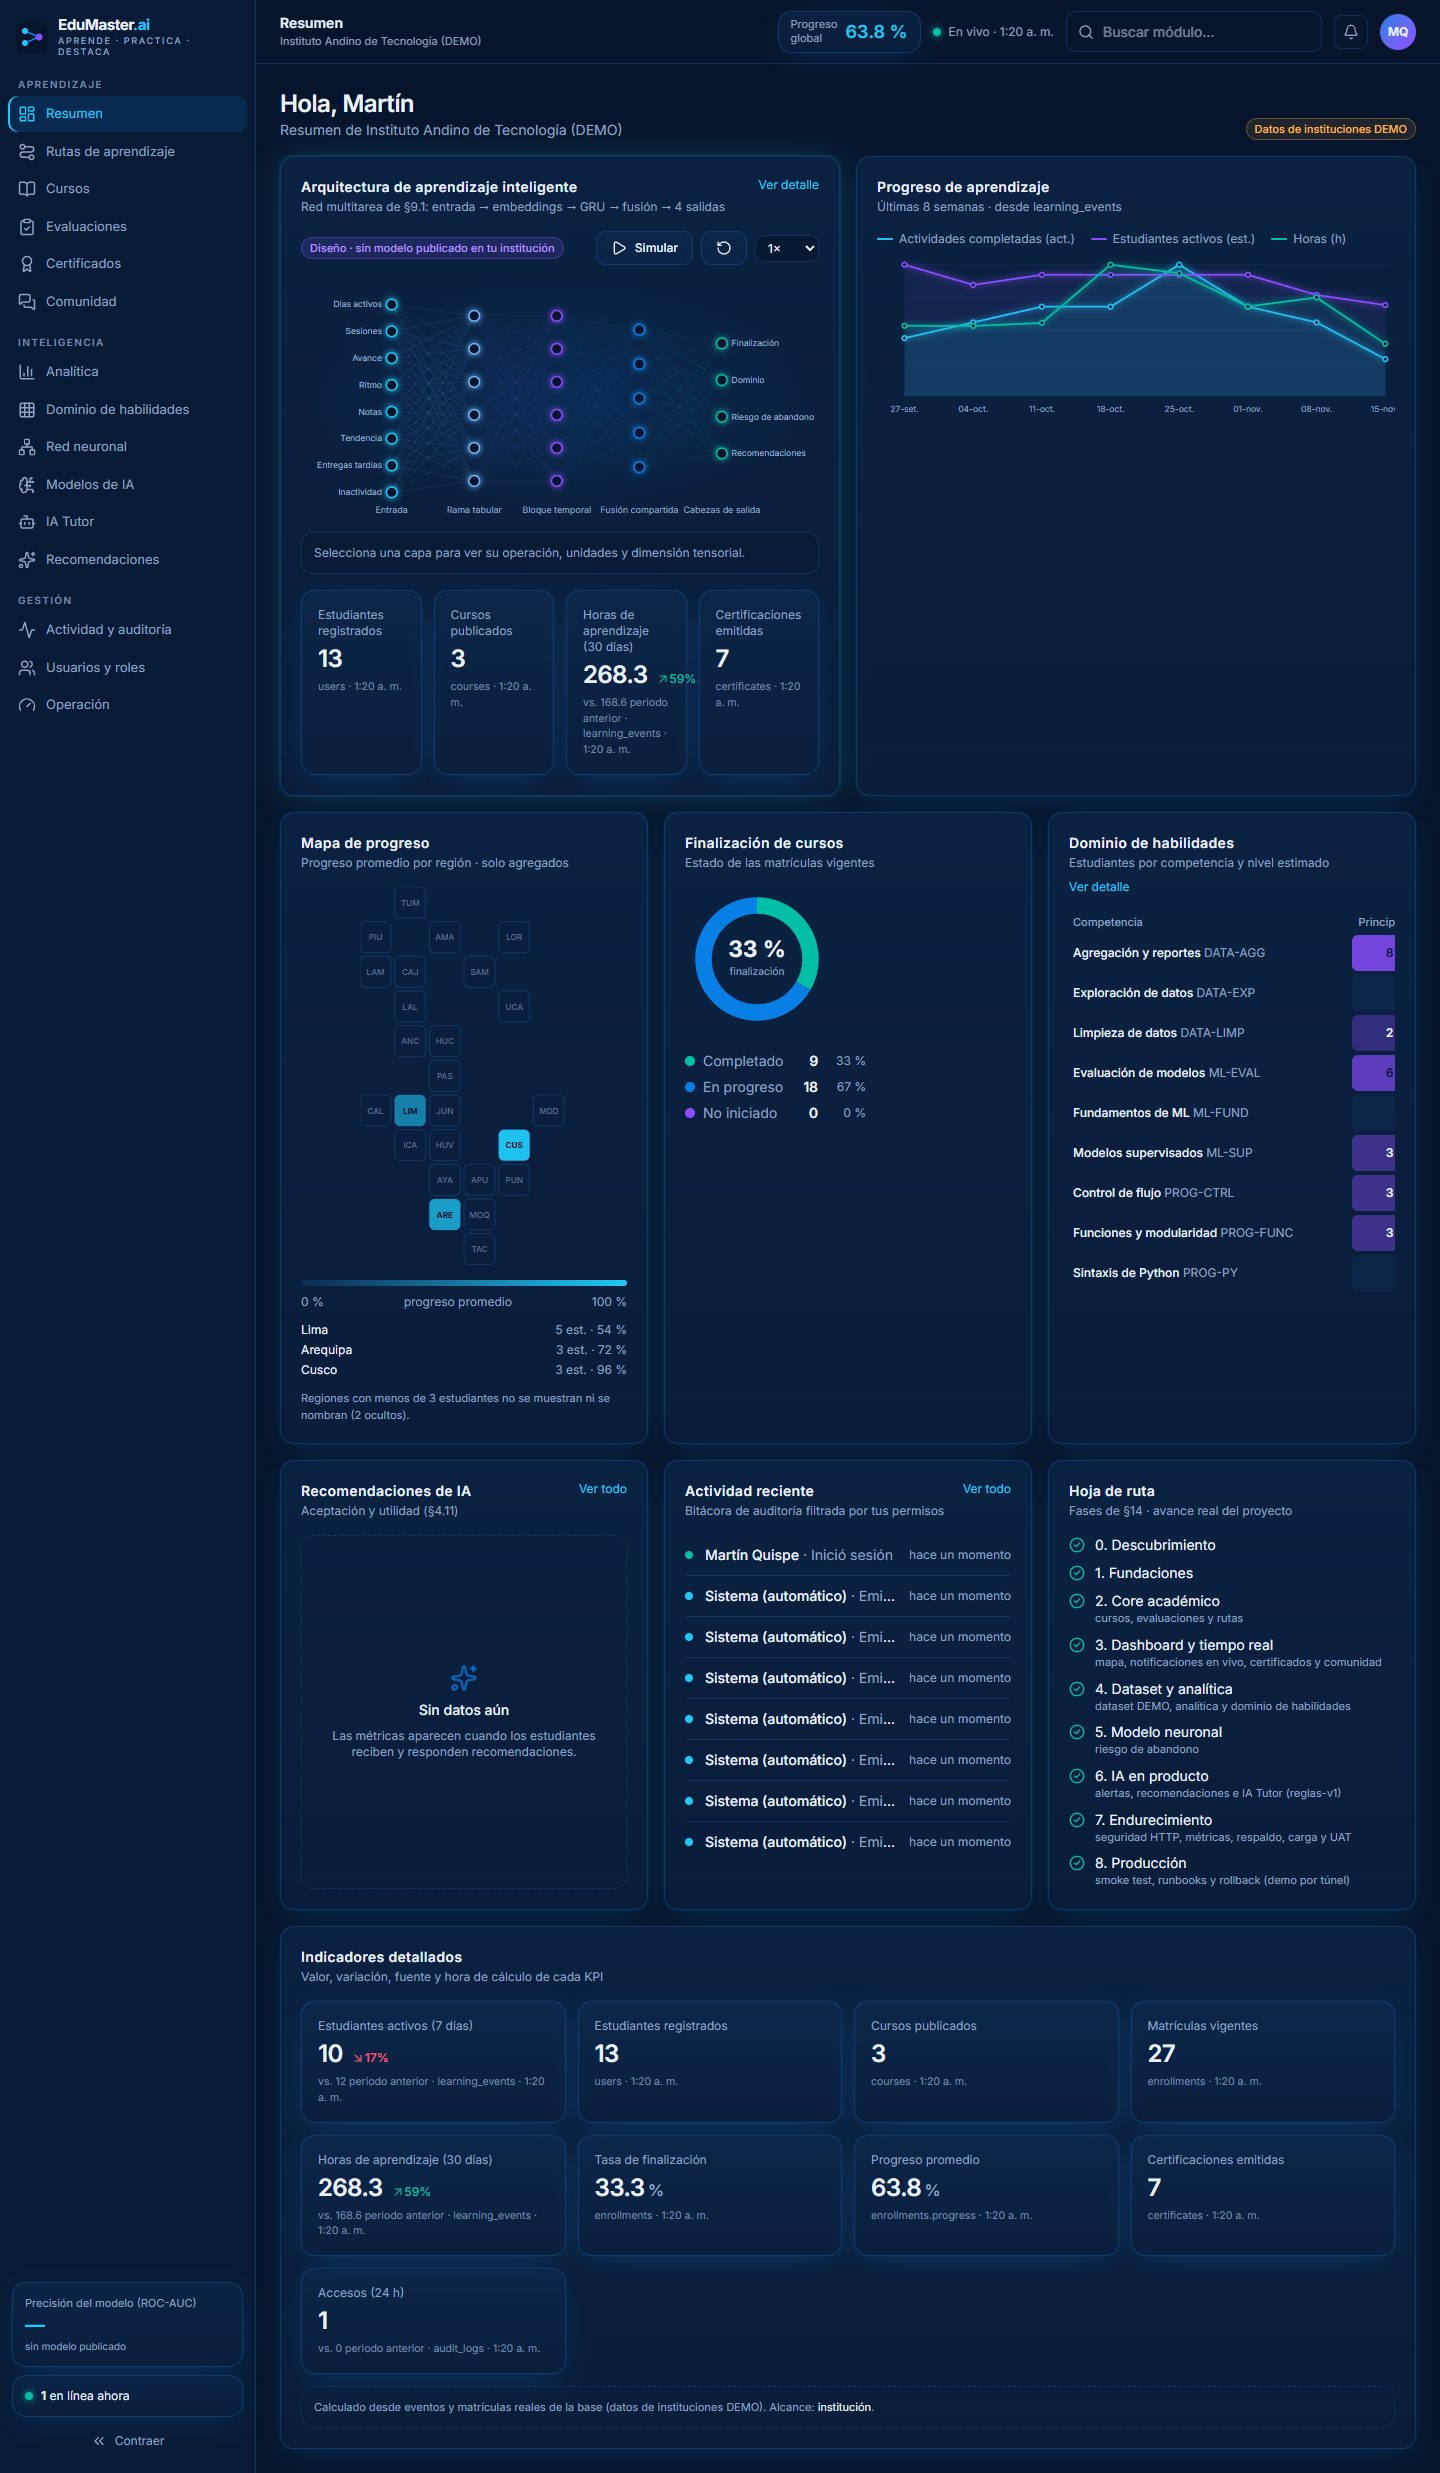 EduMaster.ai
APRENDE · PRACTICA ·
DESTACA
APRENDIZAJE
Resumen
Rutas de aprendizaje
Cursos
Evaluaciones
Certificados
Comunidad
INTELIGENCIA
Analítica
Dominio de habilidades
Red neuronal
Modelos de IA
IA Tutor
Recomendaciones
GESTIÓN
Actividad y auditoría
Usuarios y roles
Operación
Precisión del modelo (ROC-AUC)
—
sin modelo publicado
1 en línea ahora
Contraer
Resumen
Instituto Andino de Tecnología (DEMO)
Progreso
global
63.8 %
En vivo · 1:20 a. m.
Buscar módulo...
MQ
Hola, Martín
Resumen de Instituto Andino de Tecnología (DEMO)
Datos de instituciones DEMO
Arquitectura de aprendizaje inteligente
Ver detalle
Red multitarea de §9.1: entrada → embeddings → GRU → fusión → 4 salidas
Diseño · sin modelo publicado en tu institución
Simular
1×
Días activos
Sesiones
Avance
Ritmo
Notas
Tendencia
Entregas tardías
Inactividad
Finalización
Dominio
Riesgo de abandono
Recomendaciones
Entrada
Rama tabular
Bloque temporal
Fusión compartida
Cabezas de salida
Selecciona una capa para ver su operación, unidades y dimensión tensorial.
Estudiantes
registrados
13
users · 1:20 a. m.
Cursos
publicados
3
courses · 1:20 a.
m.
Horas de
aprendizaje
(30 días)
268.3 ↗59%
vs. 168.6 periodo
anterior ·
learning_events ·
1:20 a. m.
Certificaciones
emitidas
7
certificates · 1:20
a. m.
Progreso de aprendizaje
Últimas 8 semanas · desde learning_events
Actividades completadas (act.)
Estudiantes activos (est.)
Horas (h)
27-set.
04-oct.
11-oct.
18-oct.
25-oct.
01-nov.
08-nov.
15-nov
Mapa de progreso
Progreso promedio por región · solo agregados
TUM
PIU AMA LOR
LAM CAJ SAM
LAL UCA
ANC HUC
PAS
CAL LIM JUN MDD
ICA HUV CUS
AYA APU PUN
ARE MOQ
TAC
0 % progreso promedio 100 %
Lima 5 est. · 54 %
Arequipa 3 est. · 72 %
Cusco 3 est. · 96 %
Regiones con menos de 3 estudiantes no se muestran ni se
nombran (2 ocultos).
Finalización de cursos
Estado de las matrículas vigentes
33 %
finalización
Completado 9 33 %
En progreso 18 67 %
No iniciado 0 0 %
Dominio de habilidades
Estudiantes por competencia y nivel estimado
Ver detalle
Competencia Princip
Agregación y reportes DATA-AGG 8
Exploración de datos DATA-EXP
Limpieza de datos DATA-LIMP 2
Evaluación de modelos ML-EVAL 6
Fundamentos de ML ML-FUND
Modelos supervisados ML-SUP 3
Control de flujo PROG-CTRL 3
Funciones y modularidad PROG-FUNC 3
Sintaxis de Python PROG-PY
Recomendaciones de IA
Ver todo
Aceptación y utilidad (§4.11)
Sin datos aún
Las métricas aparecen cuando los estudiantes
reciben y responden recomendaciones.
Actividad reciente
Ver todo
Bitácora de auditoría filtrada por tus permisos
Martín Quispe · Inició sesión hace un momento
Sistema (automático) · Emi... hace un momento
Sistema (automático) · Emi... hace un momento
Sistema (automático) · Emi... hace un momento
Sistema (automático) · Emi... hace un momento
Sistema (automático) · Emi... hace un momento
Sistema (automático) · Emi... hace un momento
Sistema (automático) · Emi... hace un momento
Hoja de ruta
Fases de §14 · avance real del proyecto
0. Descubrimiento
1. Fundaciones
2. Core académico
cursos, evaluaciones y rutas
3. Dashboard y tiempo real
mapa, notificaciones en vivo, certificados y comunidad
4. Dataset y analítica
dataset DEMO, analítica y dominio de habilidades
5. Modelo neuronal
riesgo de abandono
6. IA en producto
alertas, recomendaciones e IA Tutor (reglas-v1)
7. Endurecimiento
seguridad HTTP, métricas, respaldo, carga y UAT
8. Producción
smoke test, runbooks y rollback (demo por túnel)
Indicadores detallados
Valor, variación, fuente y hora de cálculo de cada KPI
Estudiantes activos (7 días)
10 ↘17%
vs. 12 periodo anterior · learning_events · 1:20
a. m.
Estudiantes registrados
13
users · 1:20 a. m.
Cursos publicados
3
courses · 1:20 a. m.
Matrículas vigentes
27
enrollments · 1:20 a. m.
Horas de aprendizaje (30 días)
268.3 ↗59%
vs. 168.6 periodo anterior · learning_events ·
1:20 a. m.
Tasa de finalización
33.3 %
enrollments · 1:20 a. m.
Progreso promedio
63.8 %
enrollments.progress · 1:20 a. m.
Certificaciones emitidas
7
certificates · 1:20 a. m.
Accesos (24 h)
1
vs. 0 periodo anterior · audit_logs · 1:20 a. m.
Calculado desde eventos y matrículas reales de la base (datos de instituciones DEMO). Alcance: institución.